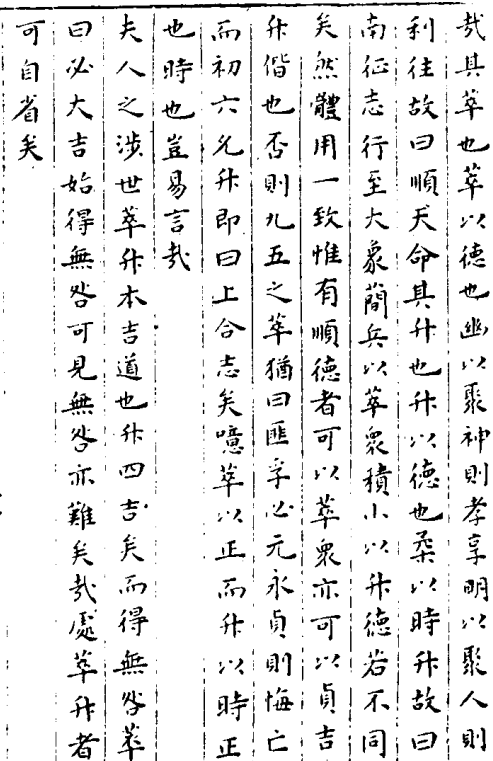 哉其萃也萃以德也幽以聚神則孝享明以聚人則
利往故曰順天命其升也升以德也柔以時升故曰
南征志行至大象蕳兵以萃衆積小以升德若不同
矣然體用一致惟有順德者可以萃衆亦可以貞吉
升偕也否則九五之萃猶曰匪孚必元永貞則悔亡
而初六允升即曰上合志矣噫萃以正而升以時正
也時也豈易言哉
夫人之涉世萃升本吉道也升四吉矣而得無咎萃
曰必大吉始得無咎可見無咎亦難矣哉處萃升者
可自省矣